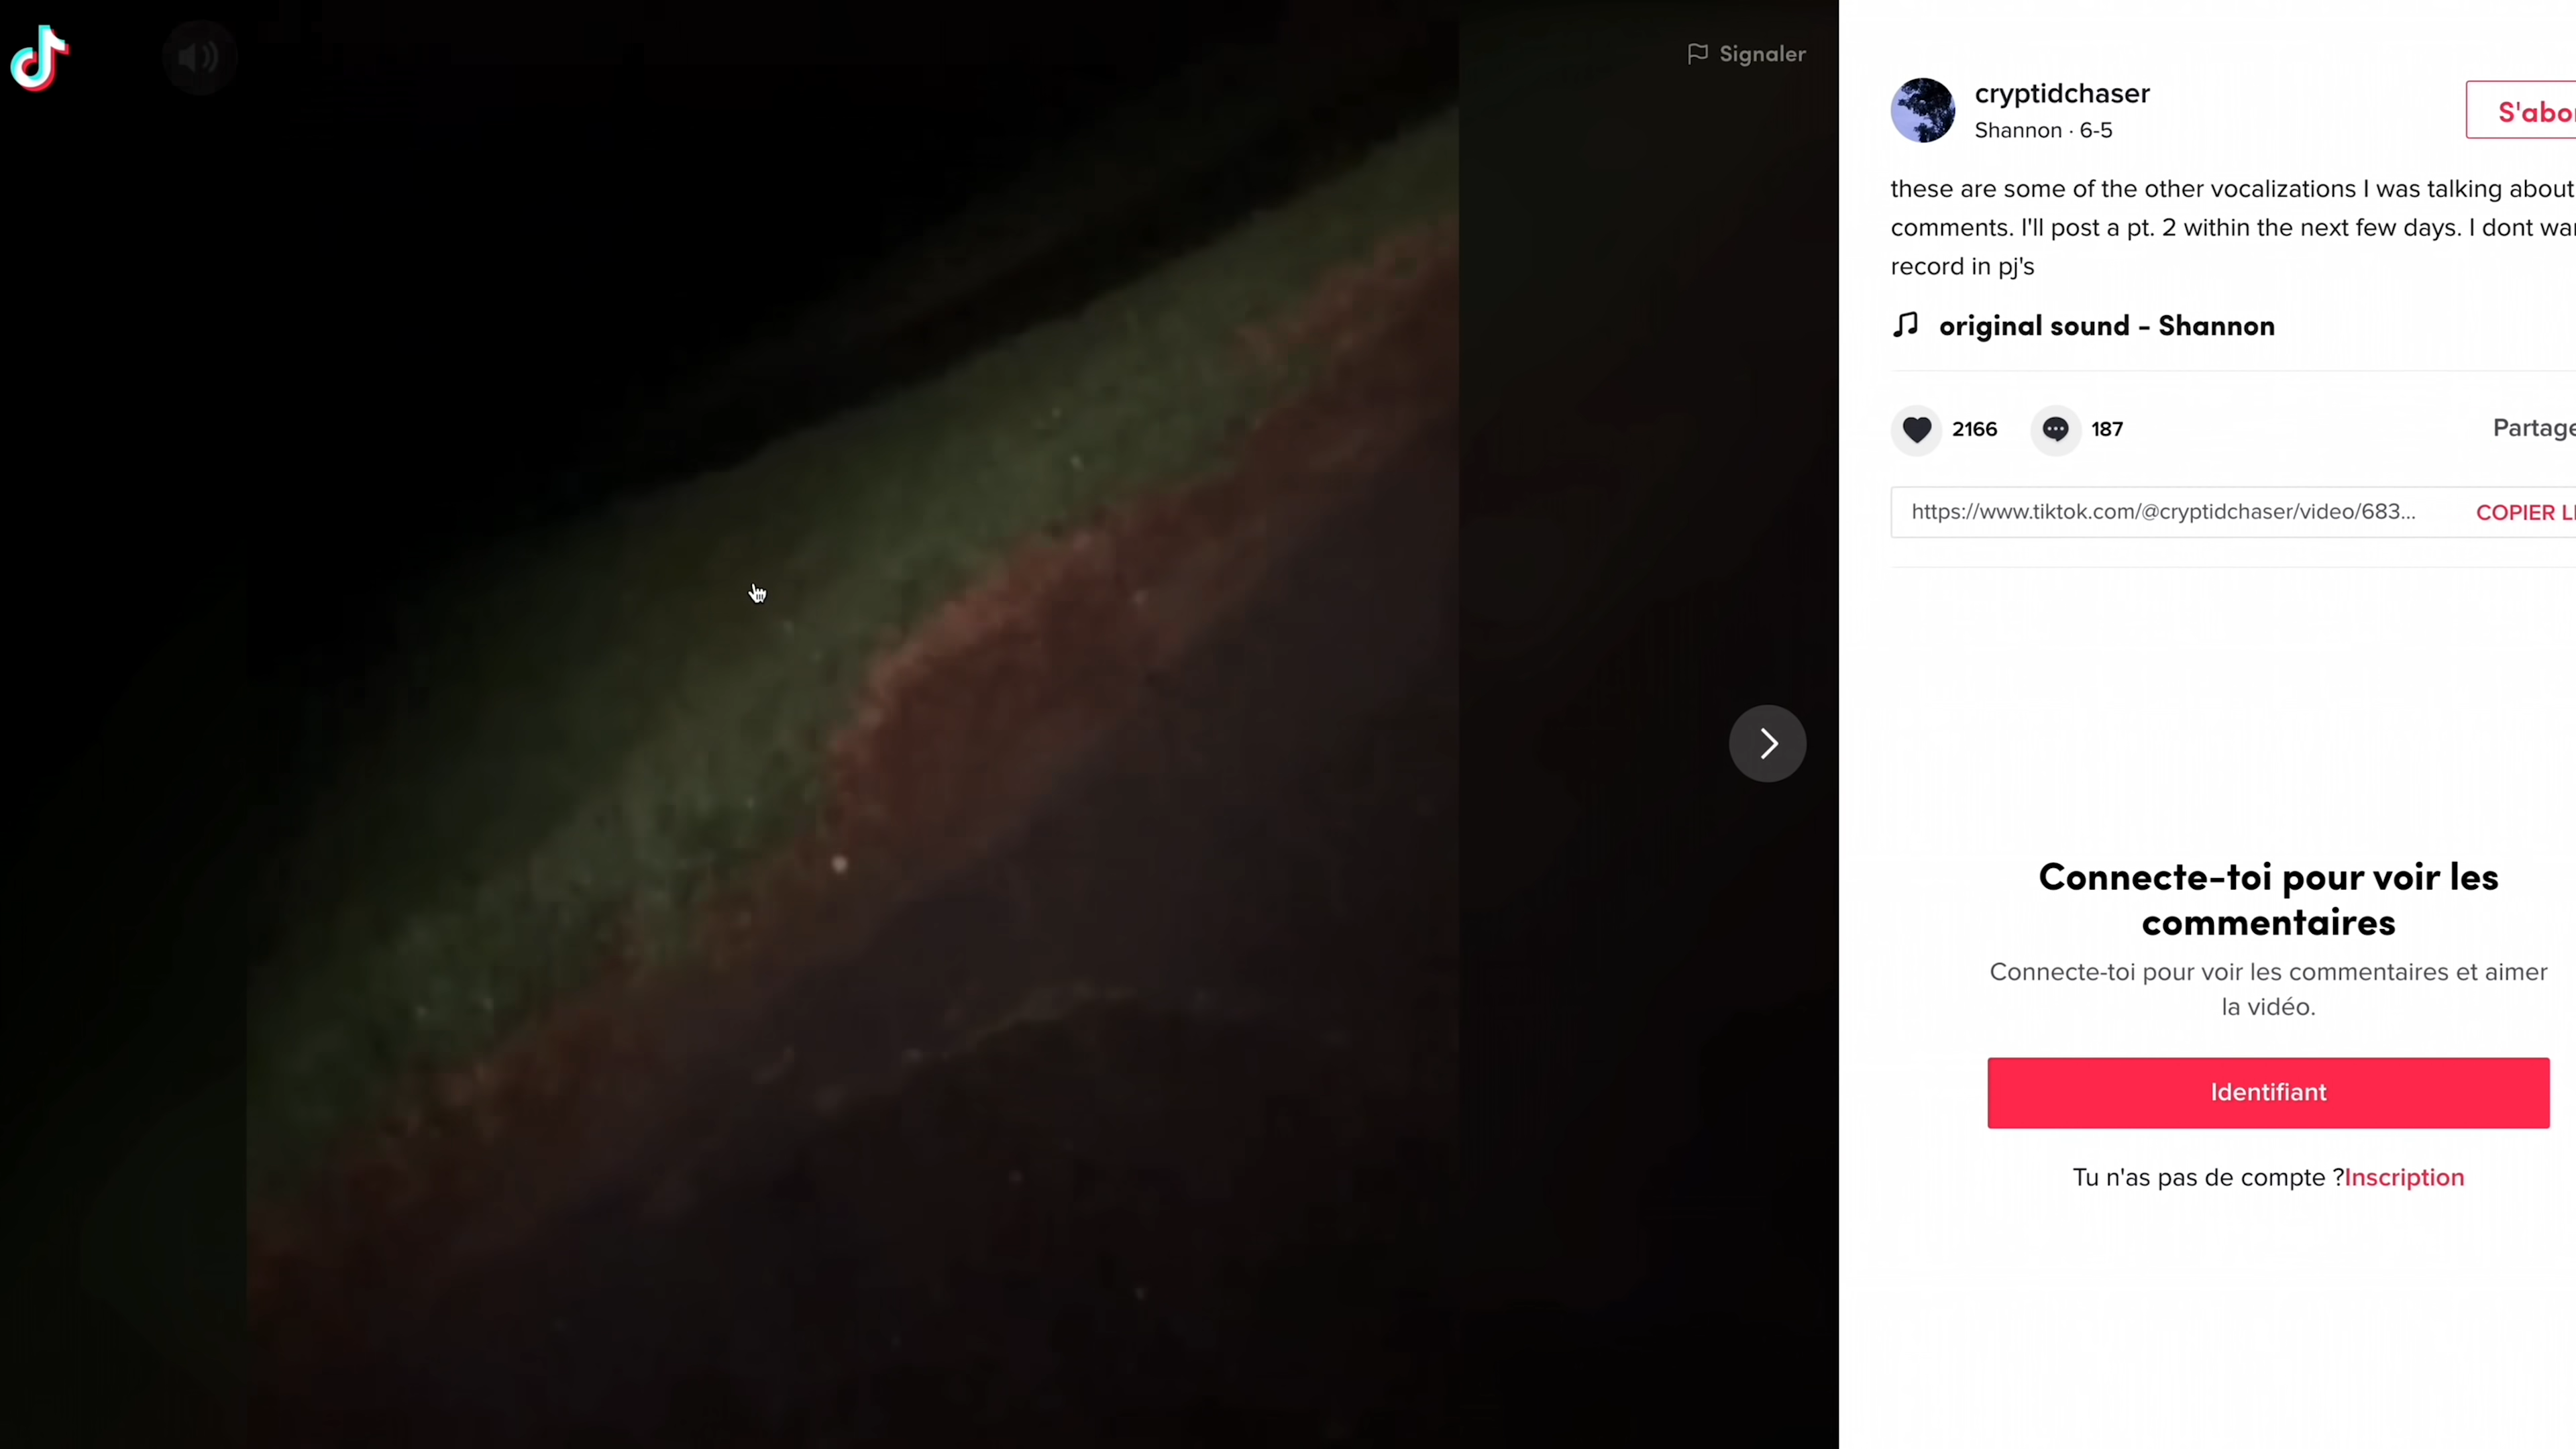 Signaler
cryptidchaser
Shannon · 6-5
S'abo
these are some of the other vocalizations I was talking about
comments. I'll post a pt. 2 within the next few days. I dont wa
record in pj's
original sound - Shannon
2166
187
Partage
https://www.tiktok.com/@cryptidchaser/video/683...
COPIER L
Connecte-toi pour voir les
commentaires
Connecte-toi pour voir les commentaires et aimer
la vidéo.
Identifiant
Tu n'as pas de compte ?Inscription